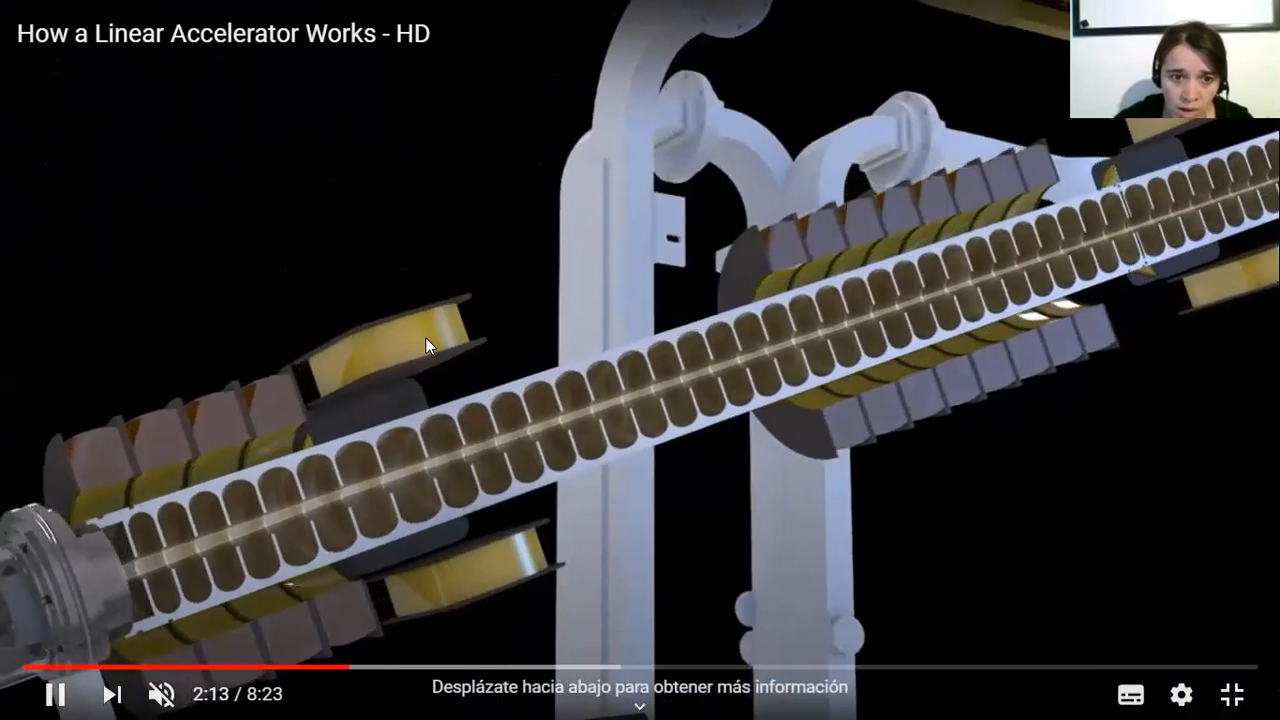 How a Linear Accelerator Works - HD
2:13 / 8:23
Desplázate hacia abajo para obtener más información